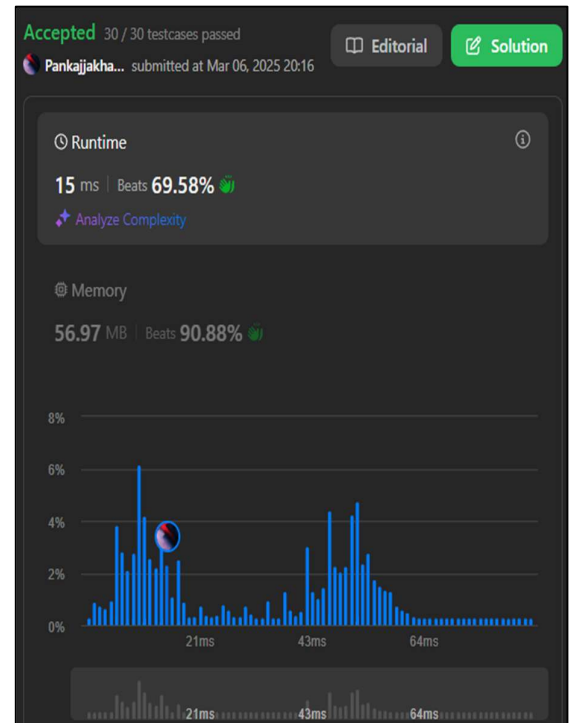 Accepted 30 / 30 testcases passed
Editorial
Solution
Pankajjakha... submitted at Mar 06, 2025 20:16
Runtime
15 ms | Beats 69.58%
Analyze Complexity
Memory
56.97 MB | Beats 90.88%
8%
6%
4%
2%
0%
21ms 43ms 64ms
21ms 43ms 64ms